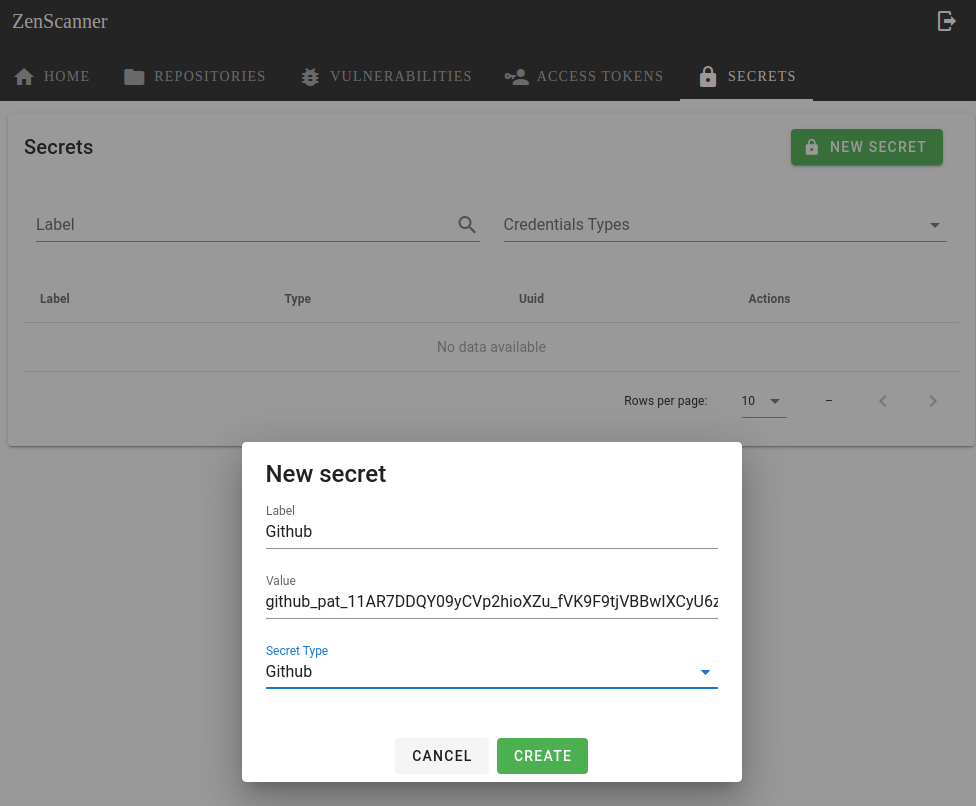 ZenScanner
HOME REPOSITORIES VULNERABILITIES ACCESS TOKENS SECRETS
Secrets NEW SECRET
Label Credentials Types
Label Type Uuid Actions
No data available
Rows per page: 10 –
New secret
Label
Github
Value
github_pat_11AR7DDQY09yCVp2hioXZu_fVK9F9tjVBBwIXCyU6z
Secret Type
Github
CANCEL CREATE